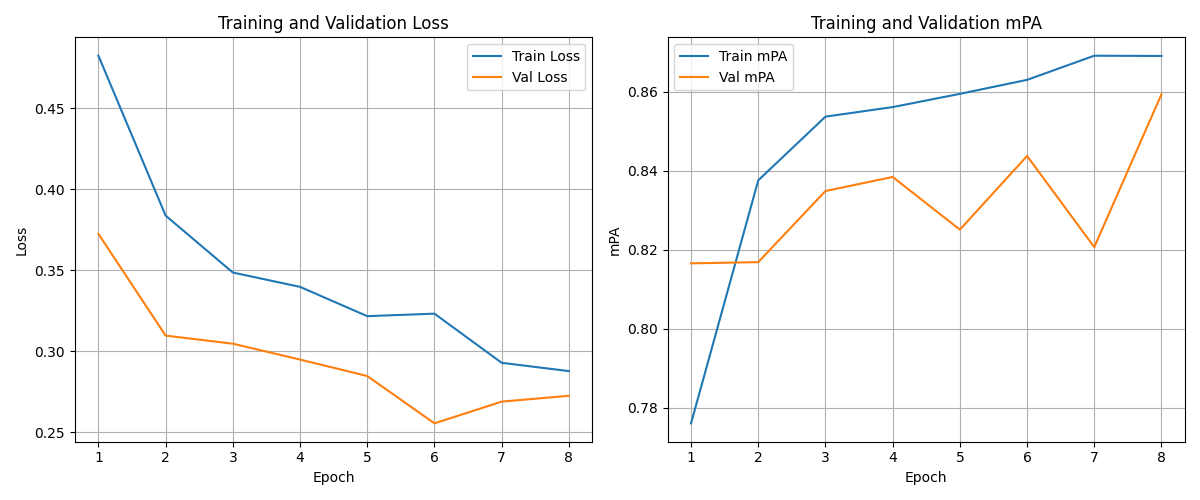 Training and Validation Loss
Train Loss
Val Loss
0.45
0.40
0.35
0.30
0.25
Loss
1 2 3 4 5 6 7 8
Epoch
Training and Validation mPA
Train mPA
Val mPA
0.86
0.84
0.82
0.80
0.78
mPA
1 2 3 4 5 6 7 8
Epoch